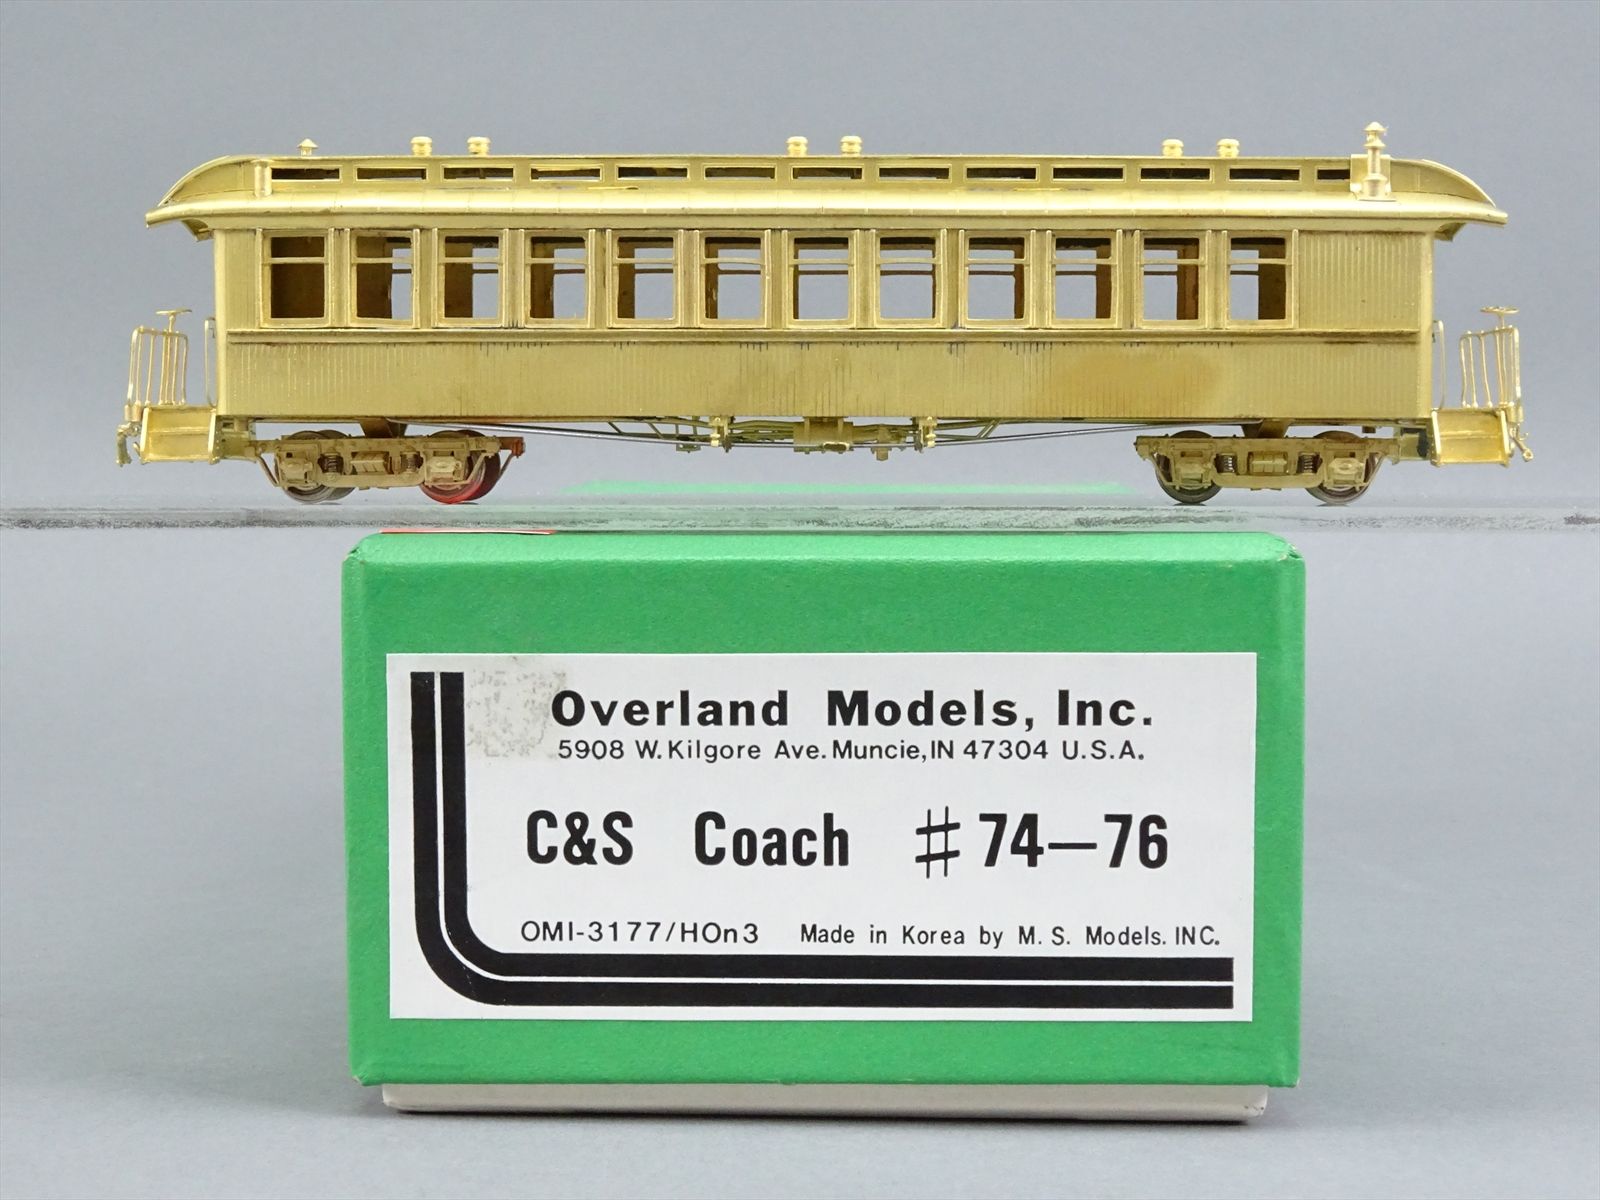 Overland Models, Inc.
5908 W. Kilgore Ave. Muncie, IN 47304 U.S.A.
C&S Coach #74—76
OMI-3177/HOn3 Made in Korea by M. S. Models. INC.